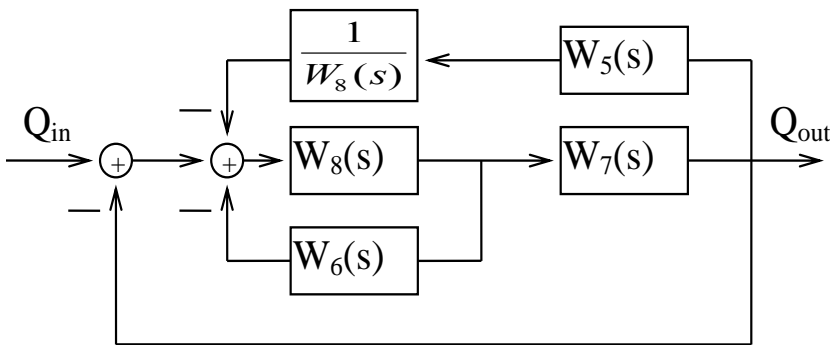 1
W8(s)
W5(s)
—
Qin
+
+
W8(s)
W7(s)
Qout
—
—
W6(s)